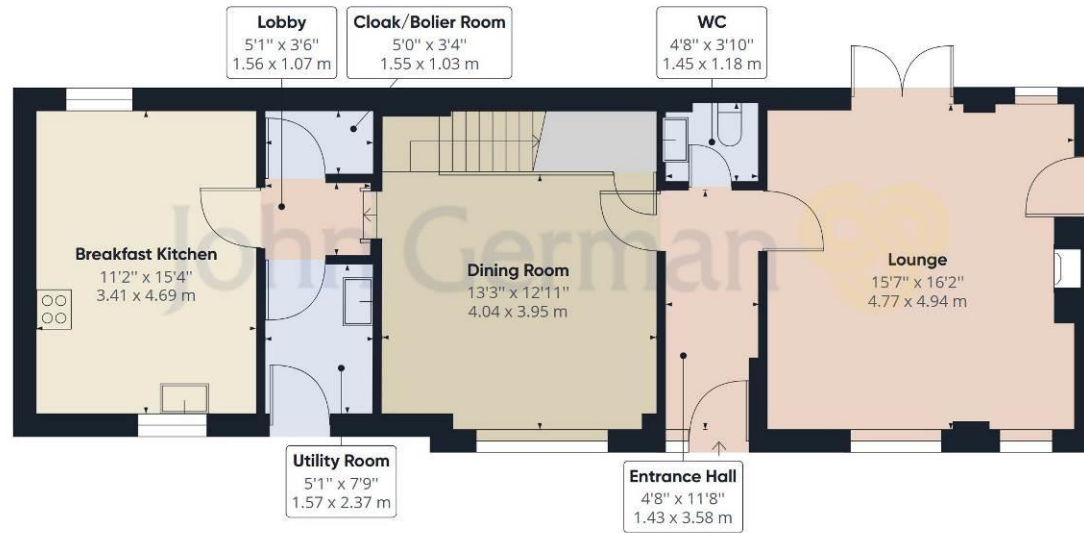 Lobby
5'1" x 3'6"
1.56 x 1.07 m
Cloak/Bolier Room
5'0" x 3'4"
1.55 x 1.03 m
WC
4'8" x 3'10"
1.45 x 1.18 m
Breakfast Kitchen
11'2" x 15'4"
3.41 x 4.69 m
Dining Room
13'3" x 12'11"
4.04 x 3.95 m
Lounge
15'7" x 16'2"
4.77 x 4.94 m
John German
Utility Room
5'1" x 7'9"
1.57 x 2.37 m
Entrance Hall
4'8" x 11'8"
1.43 x 3.58 m